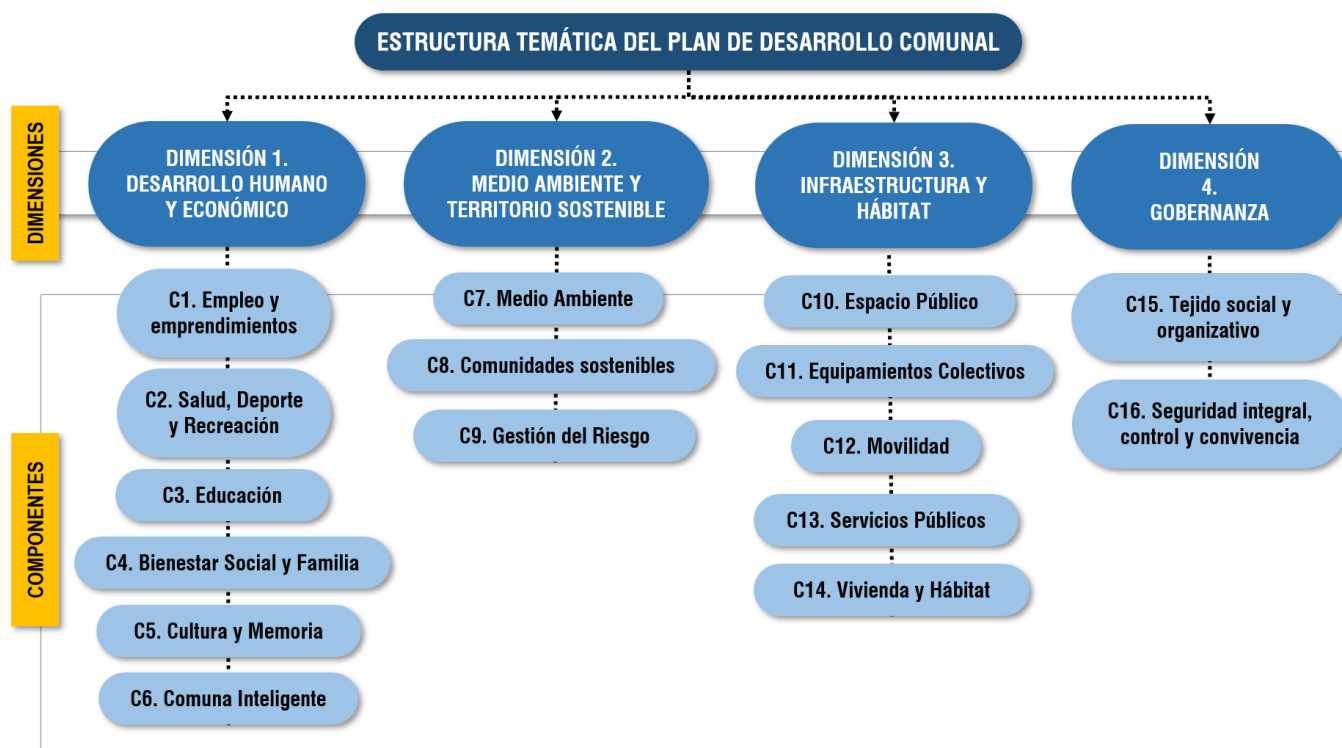 ESTRUCTURA TEMÁTICA DEL PLAN DE DESARROLLO COMUNAL
DIMENSIONES
DIMENSIÓN 1.
DESARROLLO HUMANO
Y ECONÓMICO
DIMENSIÓN 2.
MEDIO AMBIENTE Y
TERRITORIO SOSTENIBLE
DIMENSIÓN 3.
INFRAESTRUCTURA Y
HÁBITAT
DIMENSIÓN
4.
GOBERNANZA
COMPONENTES
C1. Empleo y
emprendimientos
C2. Salud, Deporte
y Recreación
C3. Educación
C4. Bienestar Social y Familia
C5. Cultura y Memoria
C6. Comuna Inteligente
C7. Medio Ambiente
C8. Comunidades sostenibles
C9. Gestión del Riesgo
C10. Espacio Público
C11. Equipamientos Colectivos
C12. Movilidad
C13. Servicios Públicos
C14. Vivienda y Hábitat
C15. Tejido social y
organizativo
C16. Seguridad integral,
control y convivencia